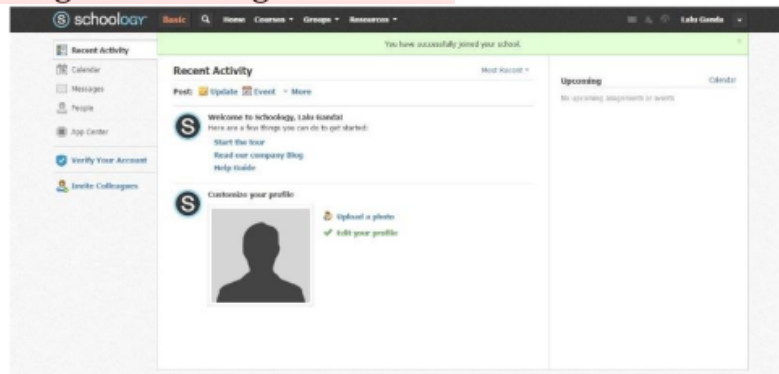 S schoology Basic Home Courses Groups Resources Lalu Ganda
You have successfully joined your school.
Recent Activity
Calendar
Messages
People
App Center
Verify Your Account
Invite Colleagues
Recent Activity
Most Recent
Post: Update Event More
Welcome to Schoology, Lalu Ganda!
Here are a few things you can do to get started:
Start the tour
Read our company Blog
Help Guide
Customize your profile
Upload a photo
Edit your profile
Upcoming
Calendar
No upcoming assignments or events